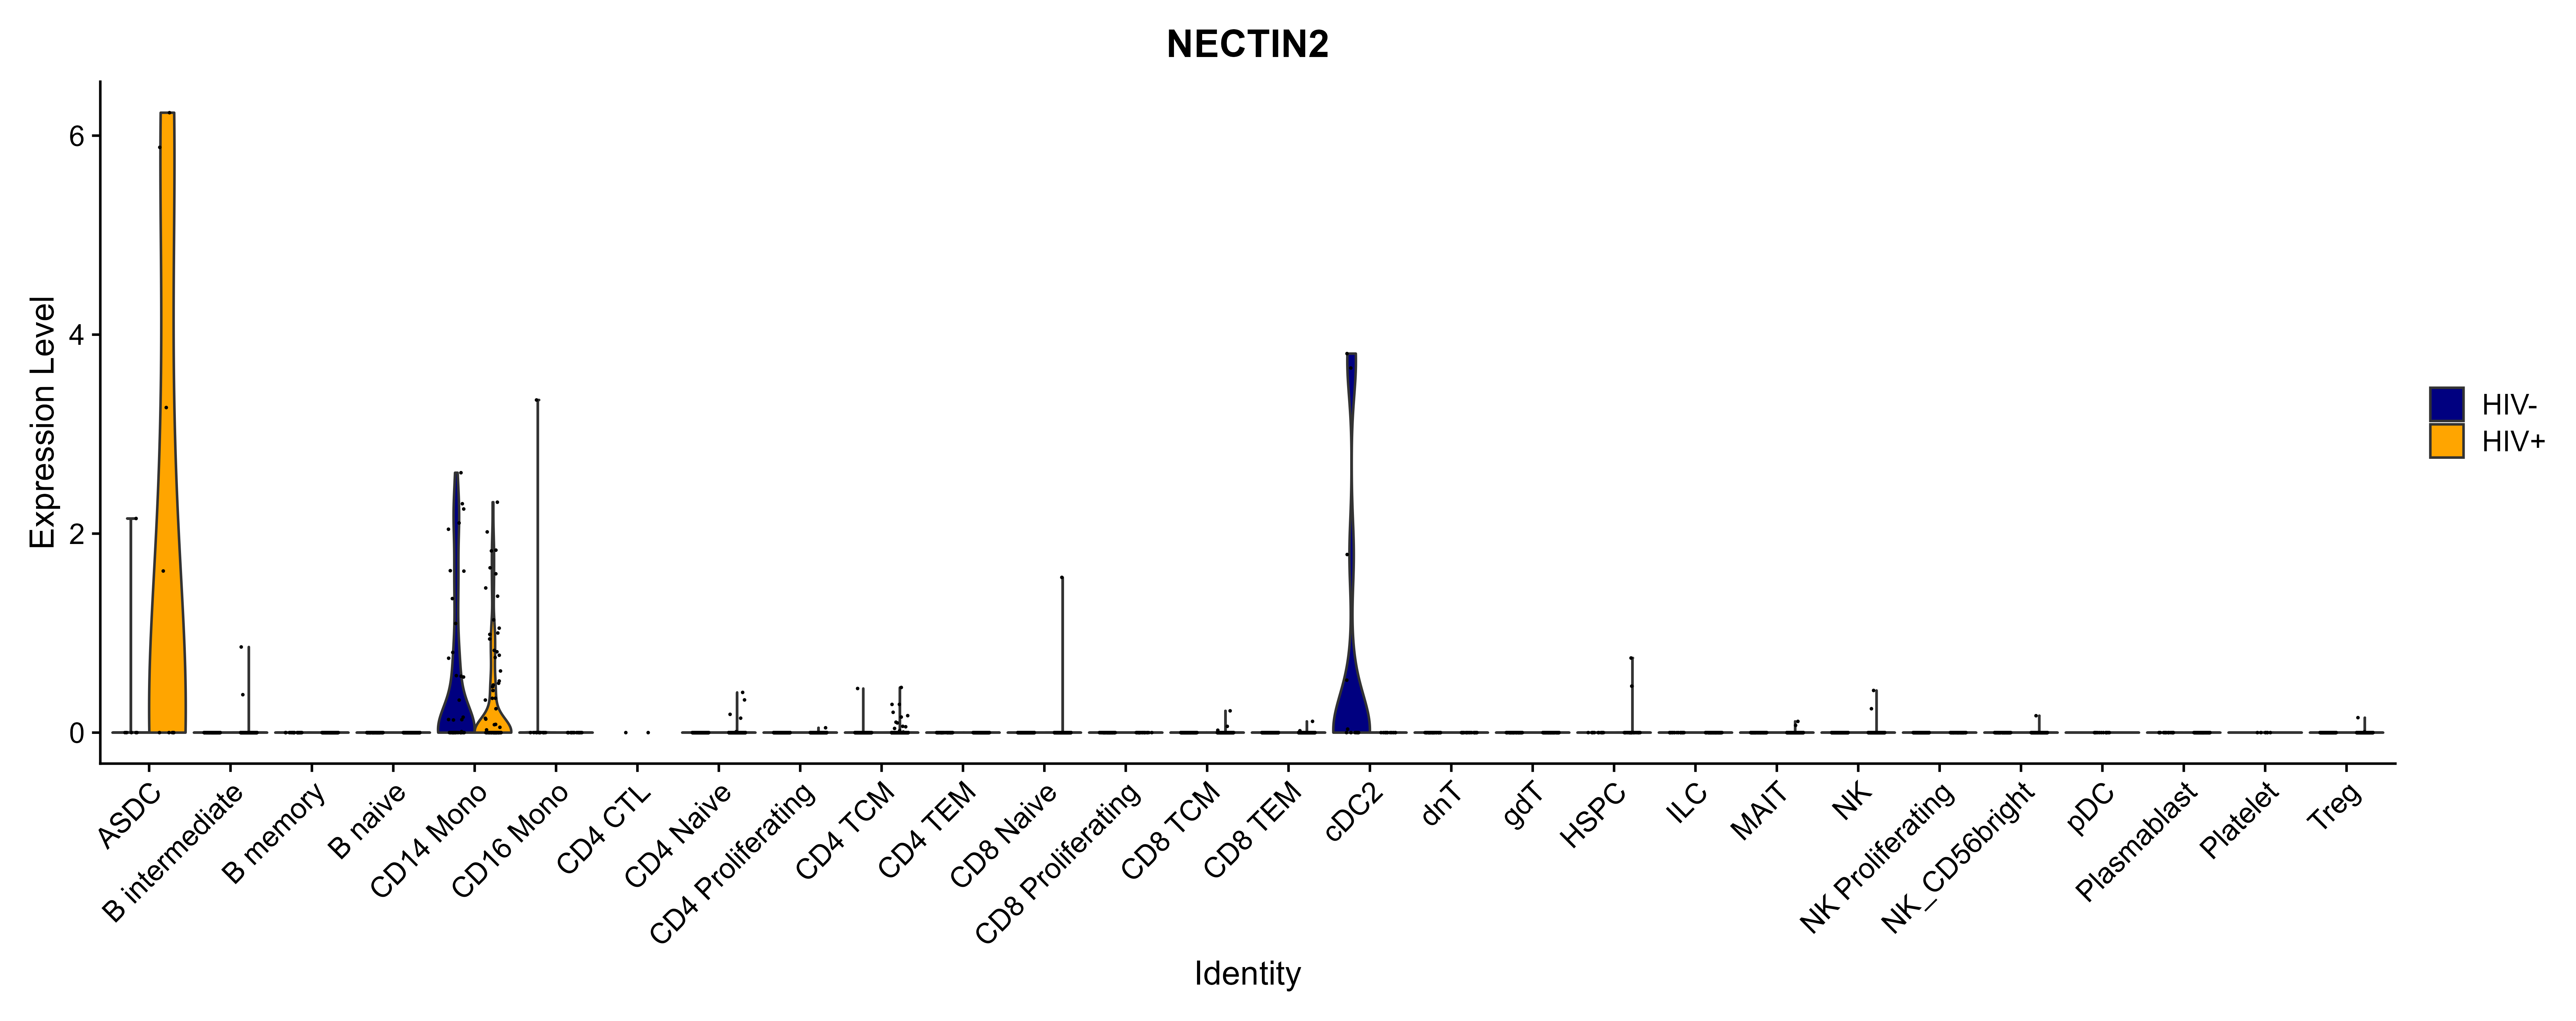 NECTIN2
Expression Level
6
4
2
0
HIV-
HIV+
ASDC
B intermediate
B memory
B naive
CD14 Mono
CD16 Mono
CD4 CTL
CD4 Naive
CD4 Proliferating
CD4 TCM
CD4 TEM
CD8 Naive
CD8 Proliferating
CD8 TCM
CD8 TEM
cDC2
dnT
gdT
HSPC
ILC
MAIT
NK
NK Proliferating
NK_CD56bright
pDC
Plasmablast
Platelet
Treg
Identity